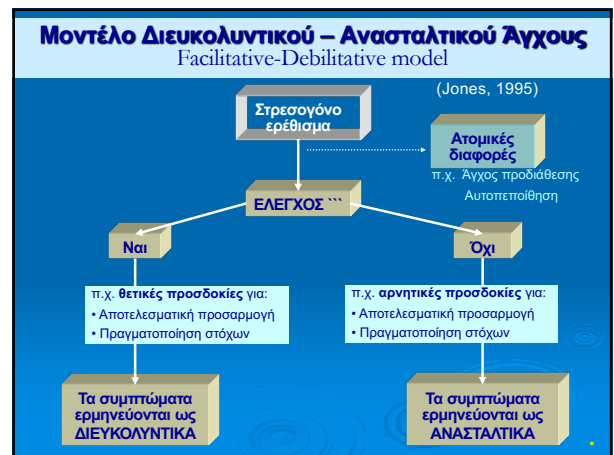 Μοντέλο Διευκολυντικού – Ανασταλτικού Άγχους
Facilitative-Debilitative model
(Jones, 1995)
Στρεσογόνο
ερέθισμα
Ατομικές
διαφορές
π.χ. Άγχος προδιάθεσης
Αυτοπεποίθηση
ΕΛΕΓΧΟΣ ```
Ναι
Όχι
π.χ. θετικές προσδοκίες για:
• Αποτελεσματική προσαρμογή
• Πραγματοποίηση στόχων
π.χ. αρνητικές προσδοκίες για:
• Αποτελεσματική προσαρμογή
• Πραγματοποίηση στόχων
Τα συμπτώματα
ερμηνεύονται ως
ΔΙΕΥΚΟΛΥΝΤΙΚΑ
Τα συμπτώματα
ερμηνεύονται ως
ΑΝΑΣΤΑΛΤΙΚΑ
.